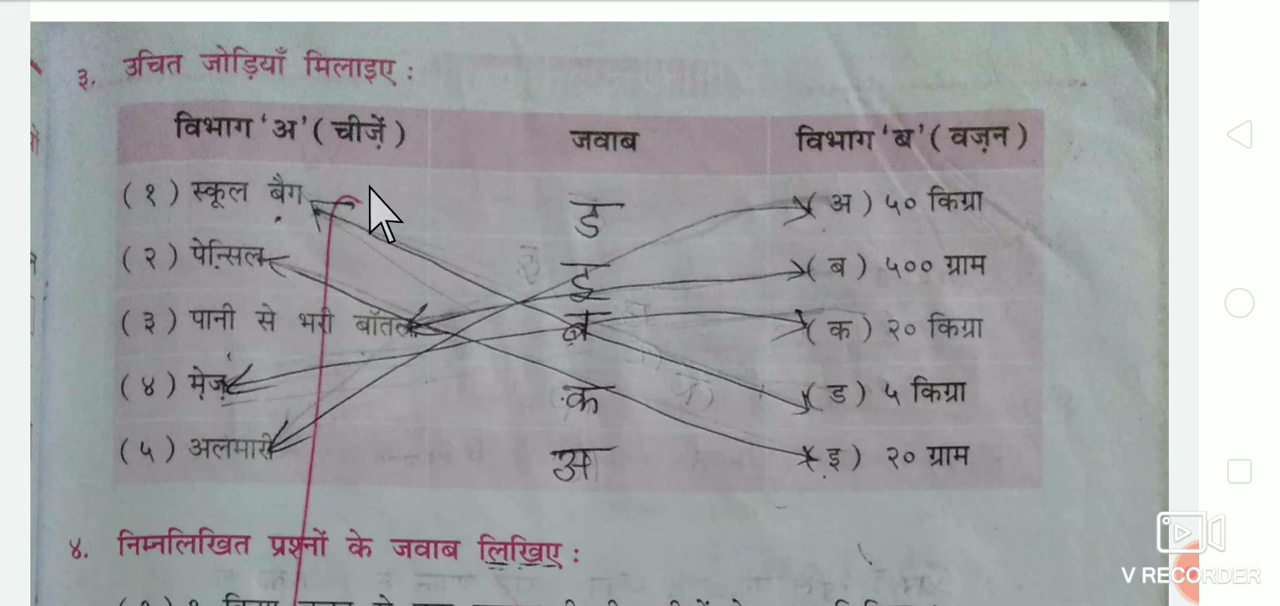 ३. उचित जोड़ियाँ मिलाइए :
विभाग 'अ' ( चीज़ें ) जवाब विभाग 'ब' ( वज़न )
( १ ) स्कूल बैग ड ( अ ) ५० किग्रा
( २ ) पेन्सिल इ ( ब ) ५०० ग्राम
( ३ ) पानी से भरी बॉतल ब ( क ) २० किग्रा
( ४ ) मेज़ क ( ड ) ५ किग्रा
( ५ ) अलमारी अ ( इ ) २० ग्राम
४. निम्नलिखित प्रश्नों के जवाब लिखिए :
V RECORDER